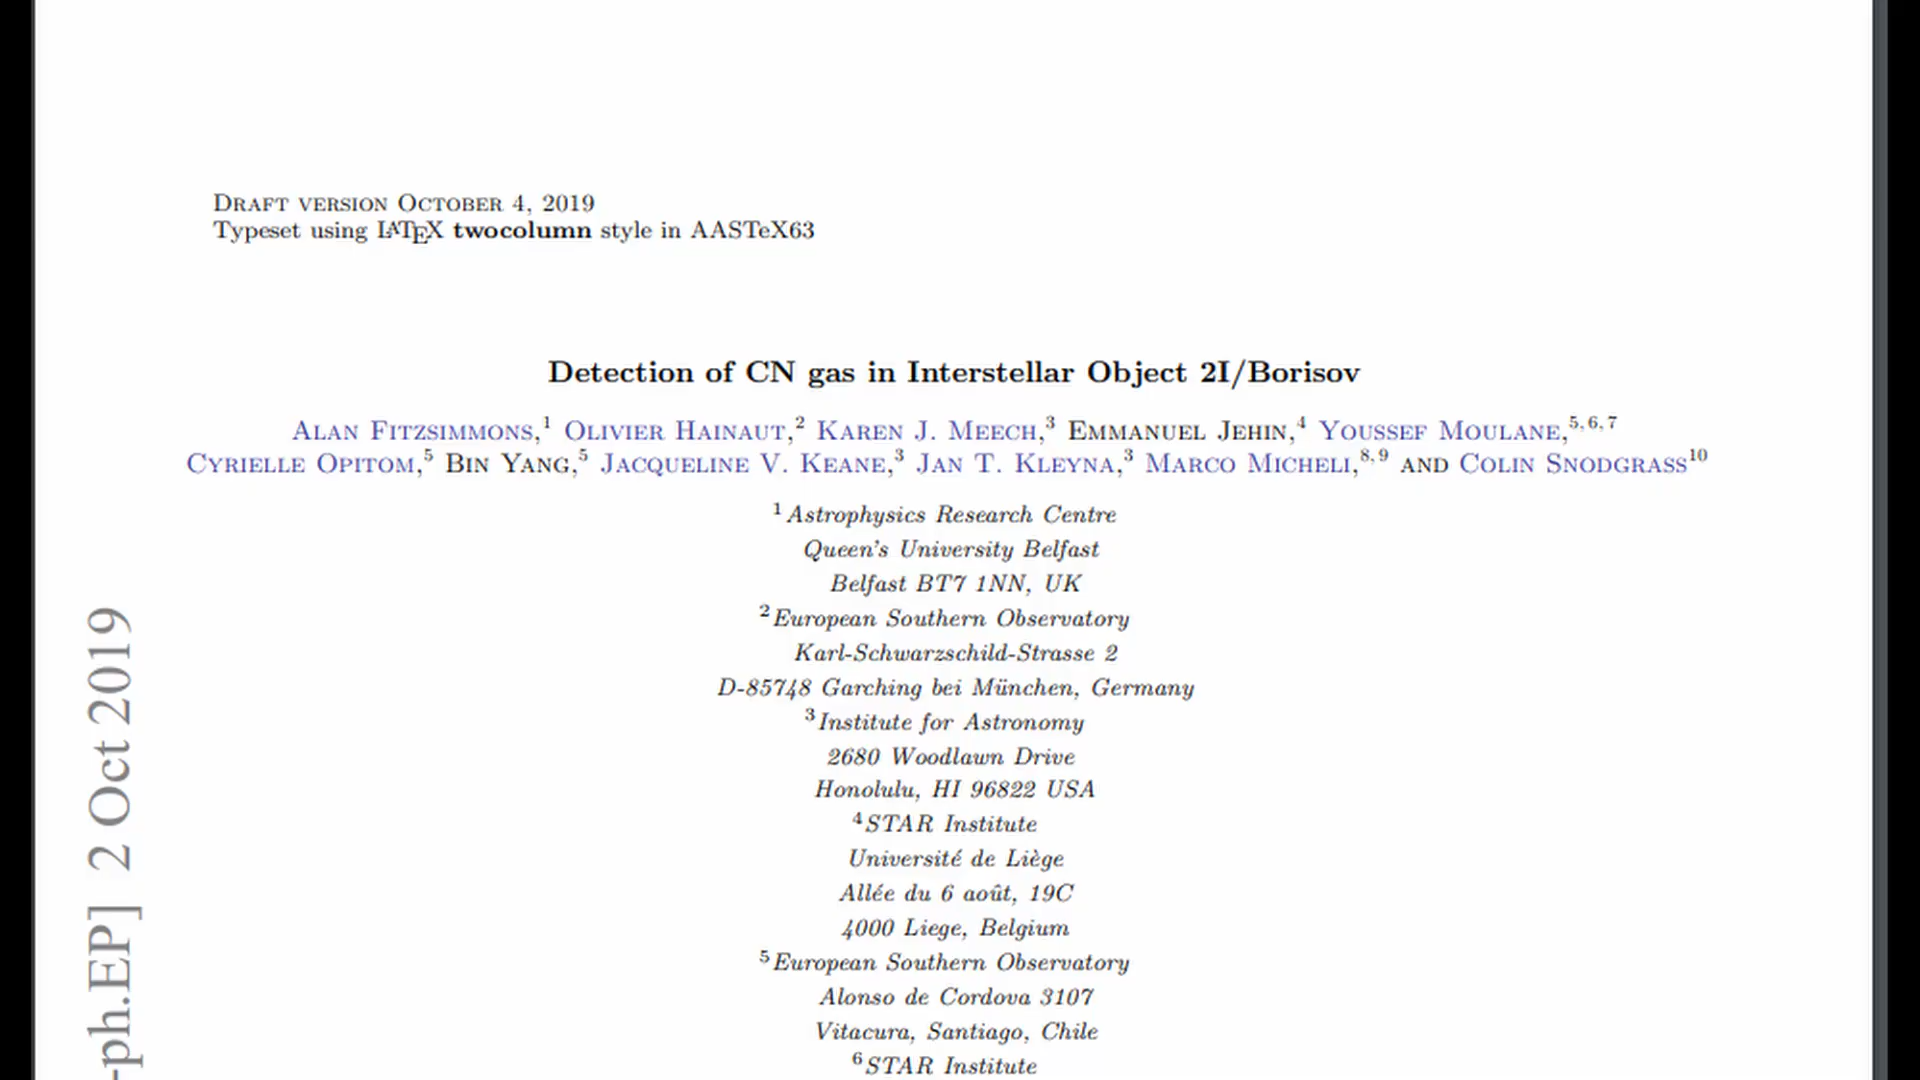 DRAFT VERSION OCTOBER 4, 2019
Typeset using LATEX twocolumn style in AASTeX63
Detection of CN gas in Interstellar Object 2I/Borisov
ALAN FITZSIMMONS,1 OLIVIER HAINAUT,2 KAREN J. MEECH,3 EMMANUEL JEHIN,4 YOUSSEF MOULANE,5,6,7
CYRIELLE OPITOM,5 BIN YANG,5 JACQUELINE V. KEANE,3 JAN T. KLEYNA,3 MARCO MICHELI,8,9 AND COLIN SNODGRASS10
1Astrophysics Research Centre
Queen's University Belfast
Belfast BT7 1NN, UK
2European Southern Observatory
Karl-Schwarzschild-Strasse 2
D-85748 Garching bei München, Germany
3Institute for Astronomy
2680 Woodlawn Drive
Honolulu, HI 96822 USA
4STAR Institute
Université de Liège
Allée du 6 août, 19C
4000 Liege, Belgium
5European Southern Observatory
Alonso de Cordova 3107
Vitacura, Santiago, Chile
6STAR Institute
-ph.EP] 2 Oct 2019